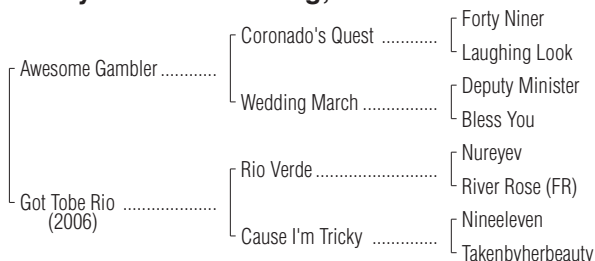 Forty Niner
Coronado's Quest ............
Laughing Look
Awesome Gambler ............
Deputy Minister
Wedding March ................
Bless You
Nureyev
Rio Verde ..........................
River Rose (FR)
Got Tobe Rio ....................
(2006)
Nineeleven
Cause I'm Tricky ..............
Takenbyherbeauty